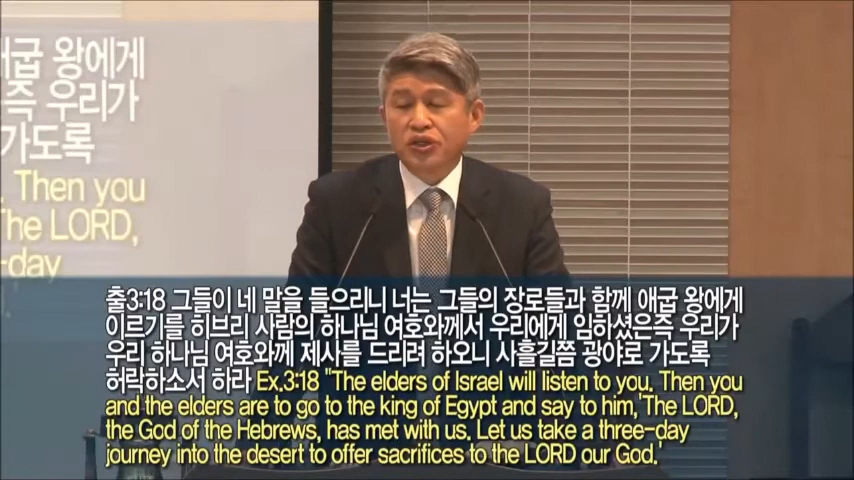 애굽 왕에게
즉 우리가
가도록
. Then you
The LORD,
-day
출3:18 그들이 네 말을 들으리니 너는 그들의 장로들과 함께 애굽 왕에게
이르기를 히브리 사람의 하나님 여호와께서 우리에게 임하셨은즉 우리가
우리 하나님 여호와께 제사를 드리려 하오니 사흘길쯤 광야로 가도록
허락하소서 하라 Ex.3:18 "The elders of Israel will listen to you. Then you
and the elders are to go to the king of Egypt and say to him,'The LORD,
the God of the Hebrews, has met with us. Let us take a three-day
journey into the desert to offer sacrifices to the LORD our God.'